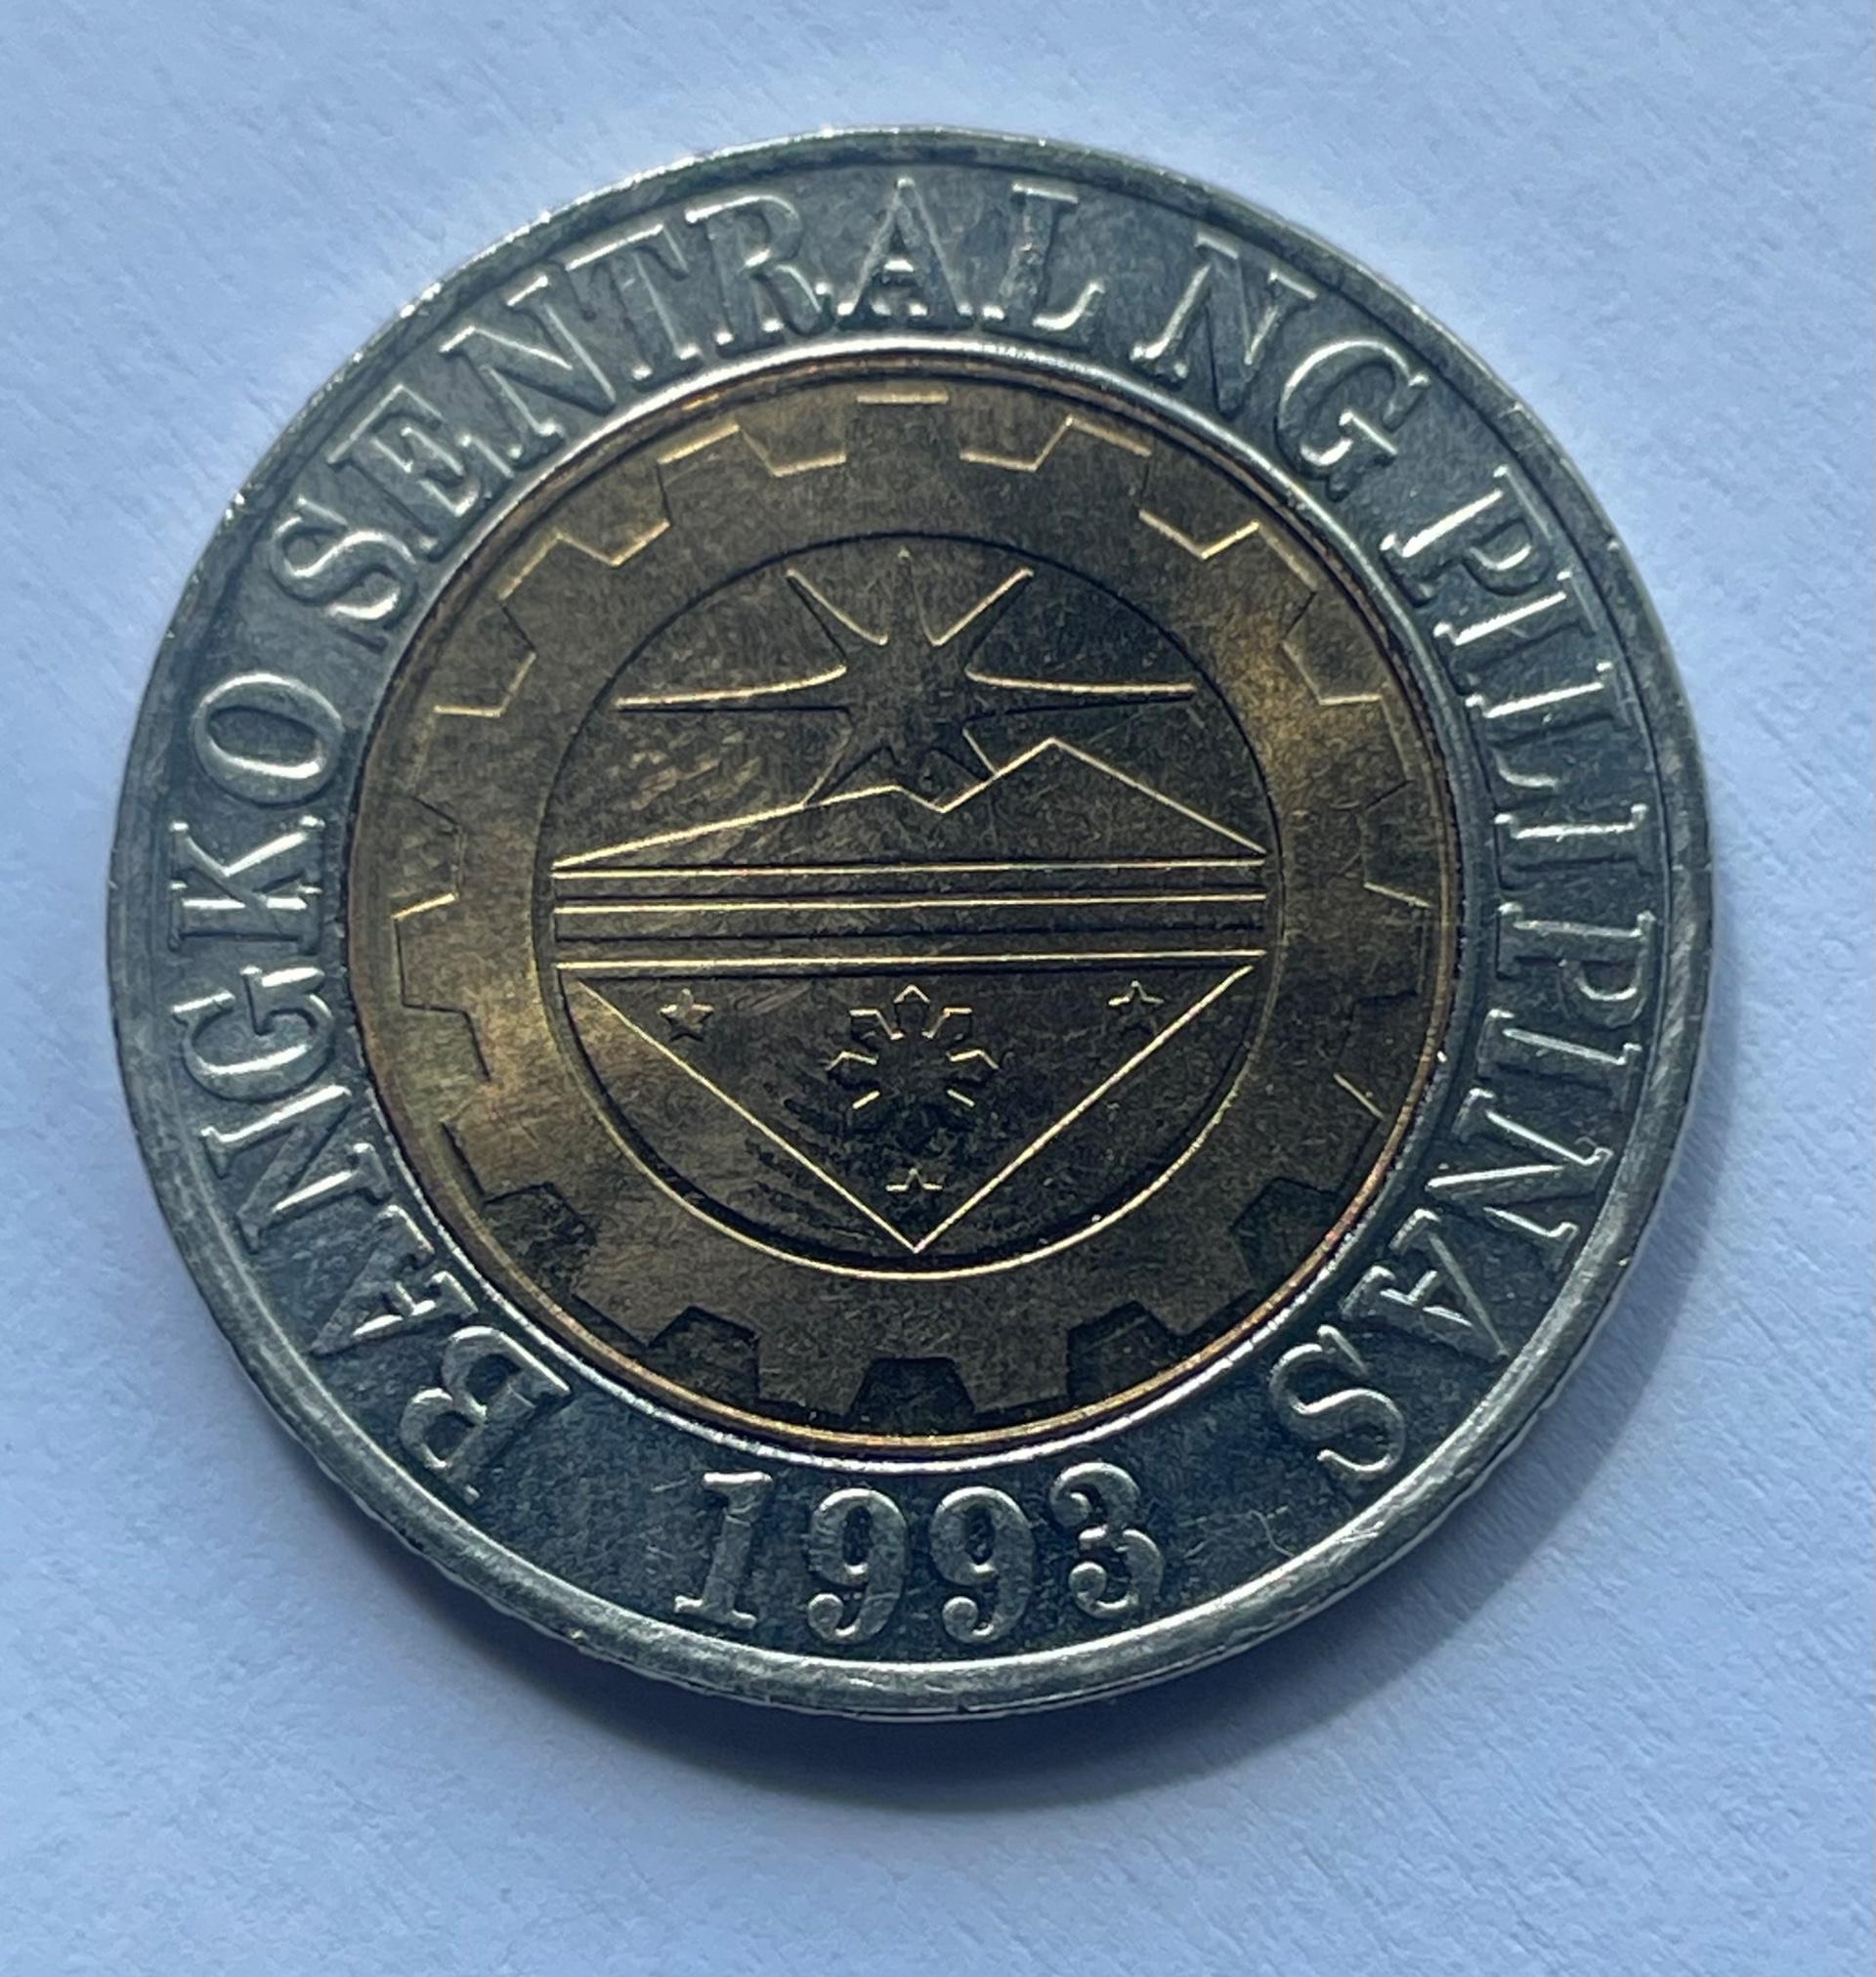 BANGKO SENTRAL NG PILIPINAS
1993